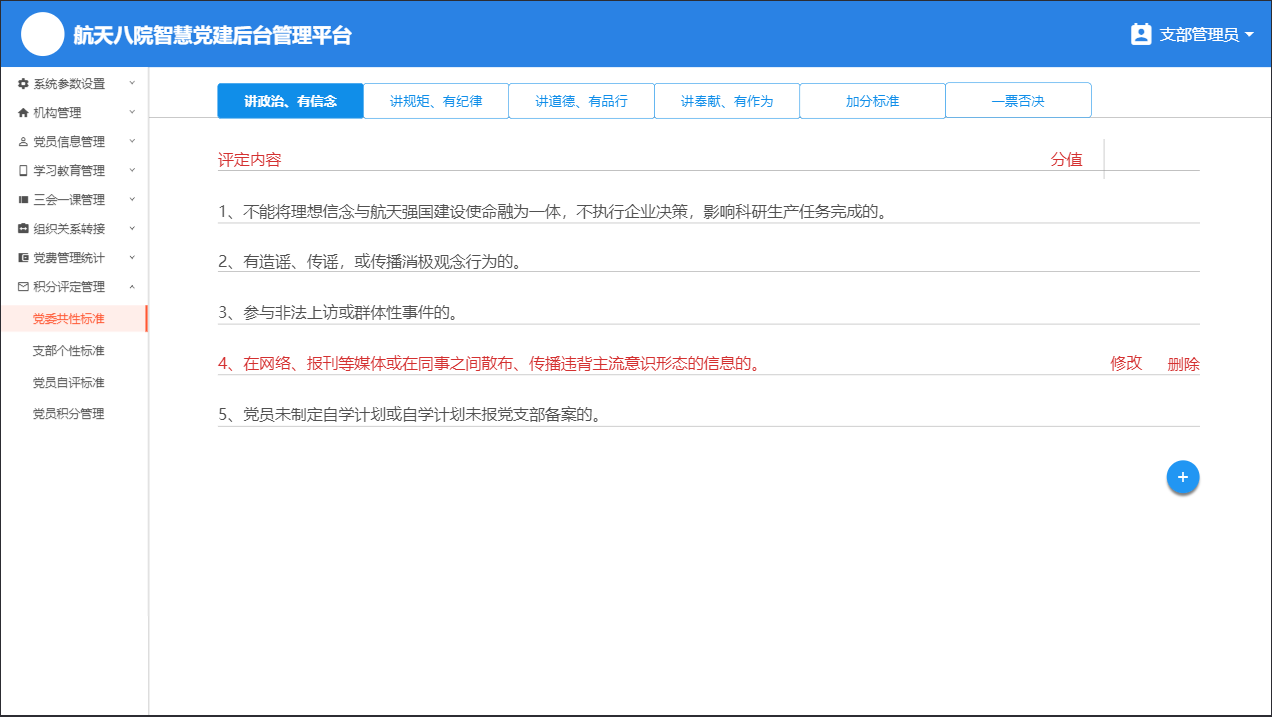 航天八院智慧党建后台管理平台
支部管理员
系统参数设置
机构管理
党员信息管理
学习教育管理
三会一课管理
组织关系转接
党费管理统计
积分评定管理
党委共性标准
支部个性标准
党员自评标准
党员积分管理
讲政治、有信念 讲规矩、有纪律 讲道德、有品行 讲奉献、有作为 加分标准 一票否决
评定内容 分值
1、不能将理想信念与航天强国建设使命融为一体，不执行企业决策，影响科研生产任务完成的。
2、有造谣、传谣，或传播消极观念行为的。
3、参与非法上访或群体性事件的。
4、在网络、报刊等媒体或在同事之间散布、传播违背主流意识形态的信息的。 修改 删除
5、党员未制定自学计划或自学计划未报党支部备案的。
+